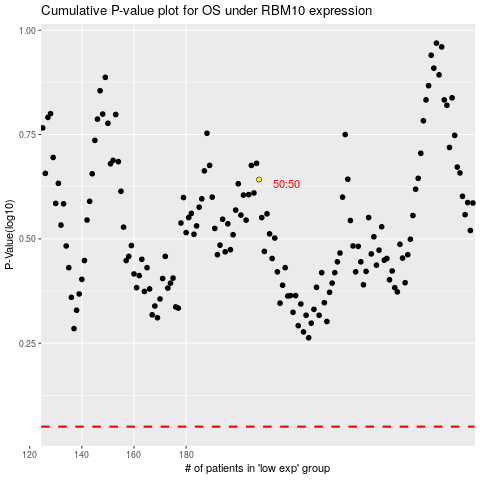 Cumulative P-value plot for OS under RBM10 expression
P-Value(log10)
1.00
0.75
0.50
0.25
50:50
120 140 160 180
# of patients in 'low exp' group